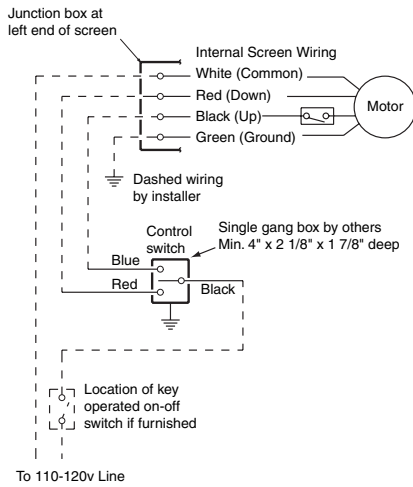 Junction box at
left end of screen
Internal Screen Wiring
White (Common)
Red (Down)
Black (Up)
Green (Ground)
Motor
Dashed wiring
by installer
Control
switch
Single gang box by others
Min. 4" x 2 1/8" x 1 7/8" deep
Blue
Red
Black
Location of key
operated on-off
switch if furnished
To 110-120v Line